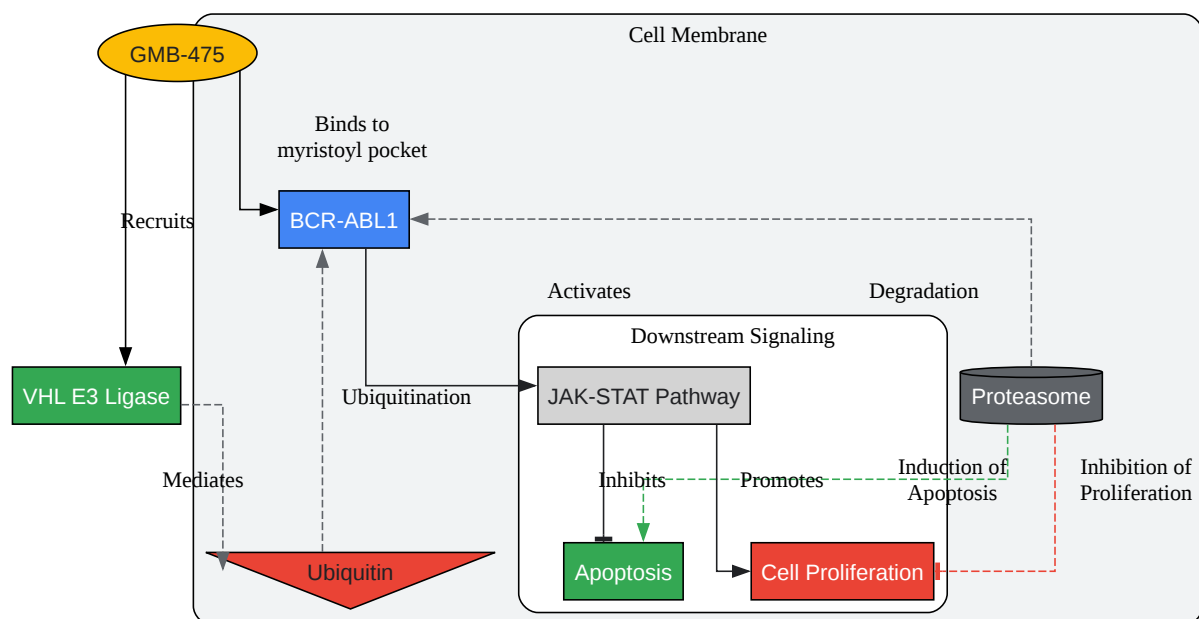 Cell Membrane
GMB-475
Binds to
myristoyl pocket
BCR-ABL1
Recruits
Activates
Degradation
Downstream Signaling
VHL E3 Ligase
Ubiquitination
JAK-STAT Pathway
Proteasome
Mediates
Inhibits
Promotes
Induction of
Apoptosis
Inhibition of
Proliferation
Ubiquitin
Apoptosis
Cell Proliferation